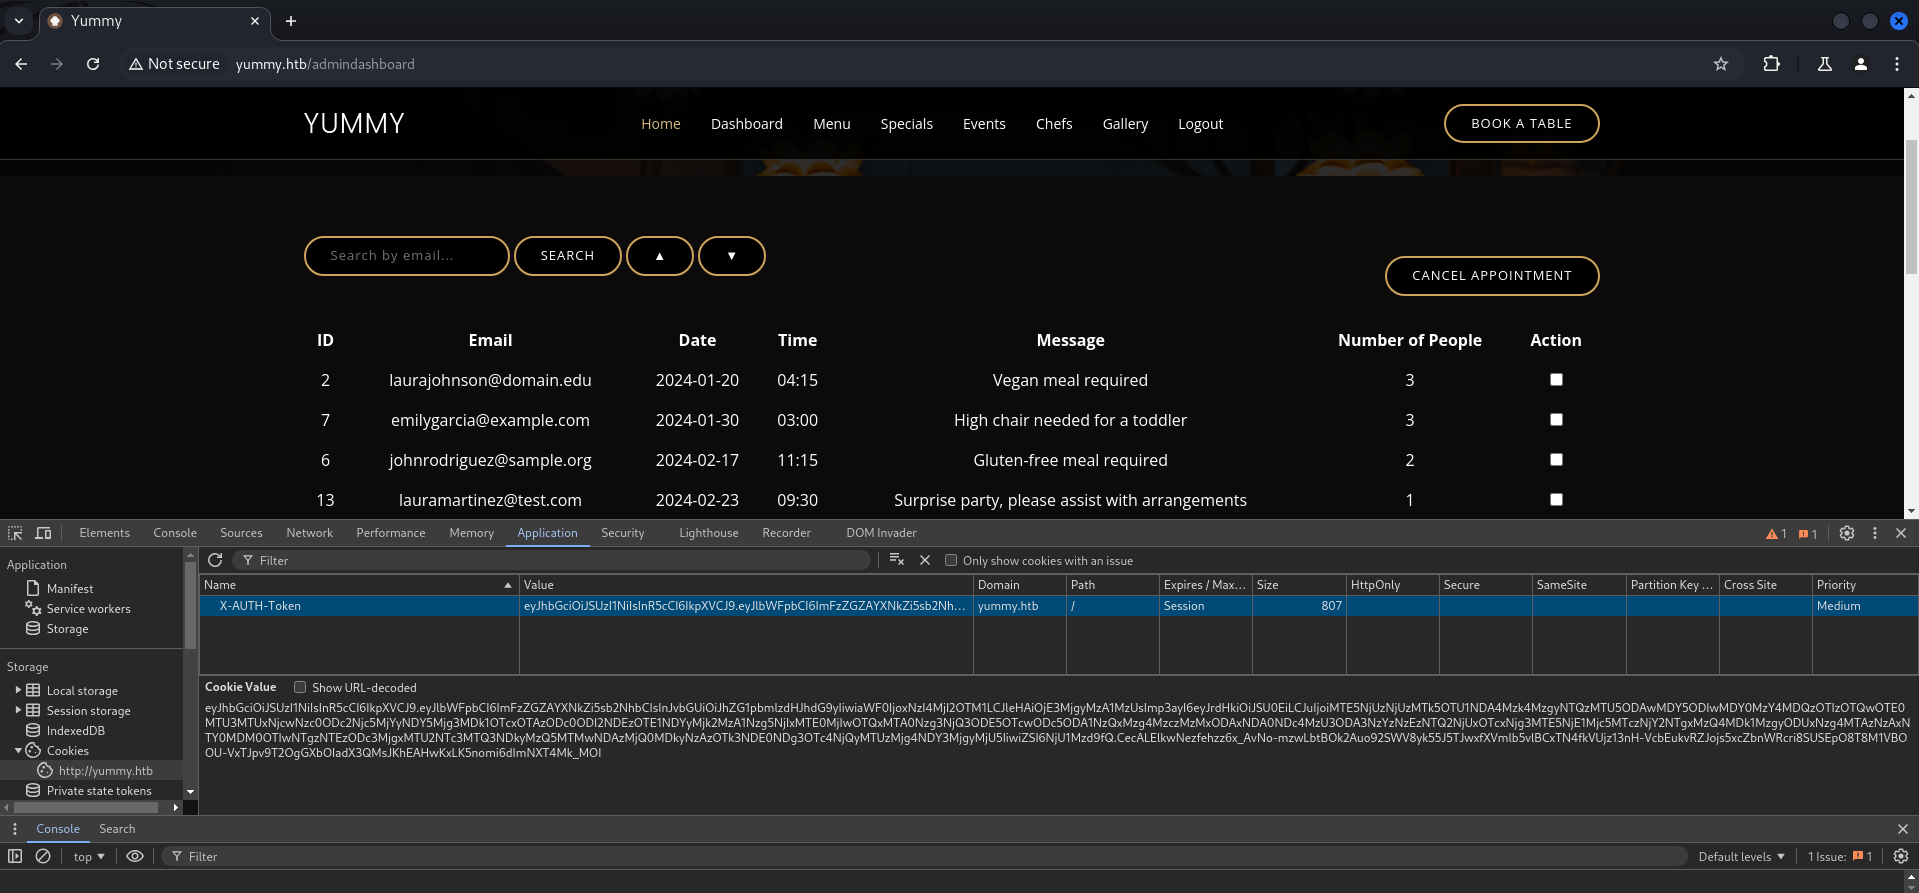 Yummy
Not secure yummy.htb/admindashboard
YUMMY Home Dashboard Menu Specials Events Chefs Gallery Logout BOOK A TABLE
Search by email... SEARCH ▲ ▼
CANCEL APPOINTMENT
ID Email Date Time Message Number of People Action
2 laurajohnson@domain.edu 2024-01-20 04:15 Vegan meal required 3
7 emilygarcia@example.com 2024-01-30 03:00 High chair needed for a toddler 3
6 johnrodriguez@sample.org 2024-02-17 11:15 Gluten-free meal required 2
13 lauramartinez@test.com 2024-02-23 09:30 Surprise party, please assist with arrangements 1
Elements Console Sources Network Performance Memory Application Security Lighthouse Recorder DOM Invader 1 1
Application
Manifest
Service workers
Storage
Storage
Local storage
Session storage
IndexedDB
Cookies
http://yummy.htb
Private state tokens
Filter Only show cookies with an issue
Name Value Domain Path Expires / Max... Size HttpOnly Secure SameSite Partition Key ... Cross Site Priority
X-AUTH-Token yummy.htb / Session 807 Medium
Cookie Value Show URL-decoded
Console Search
top Filter Default levels 1 Issue: 1